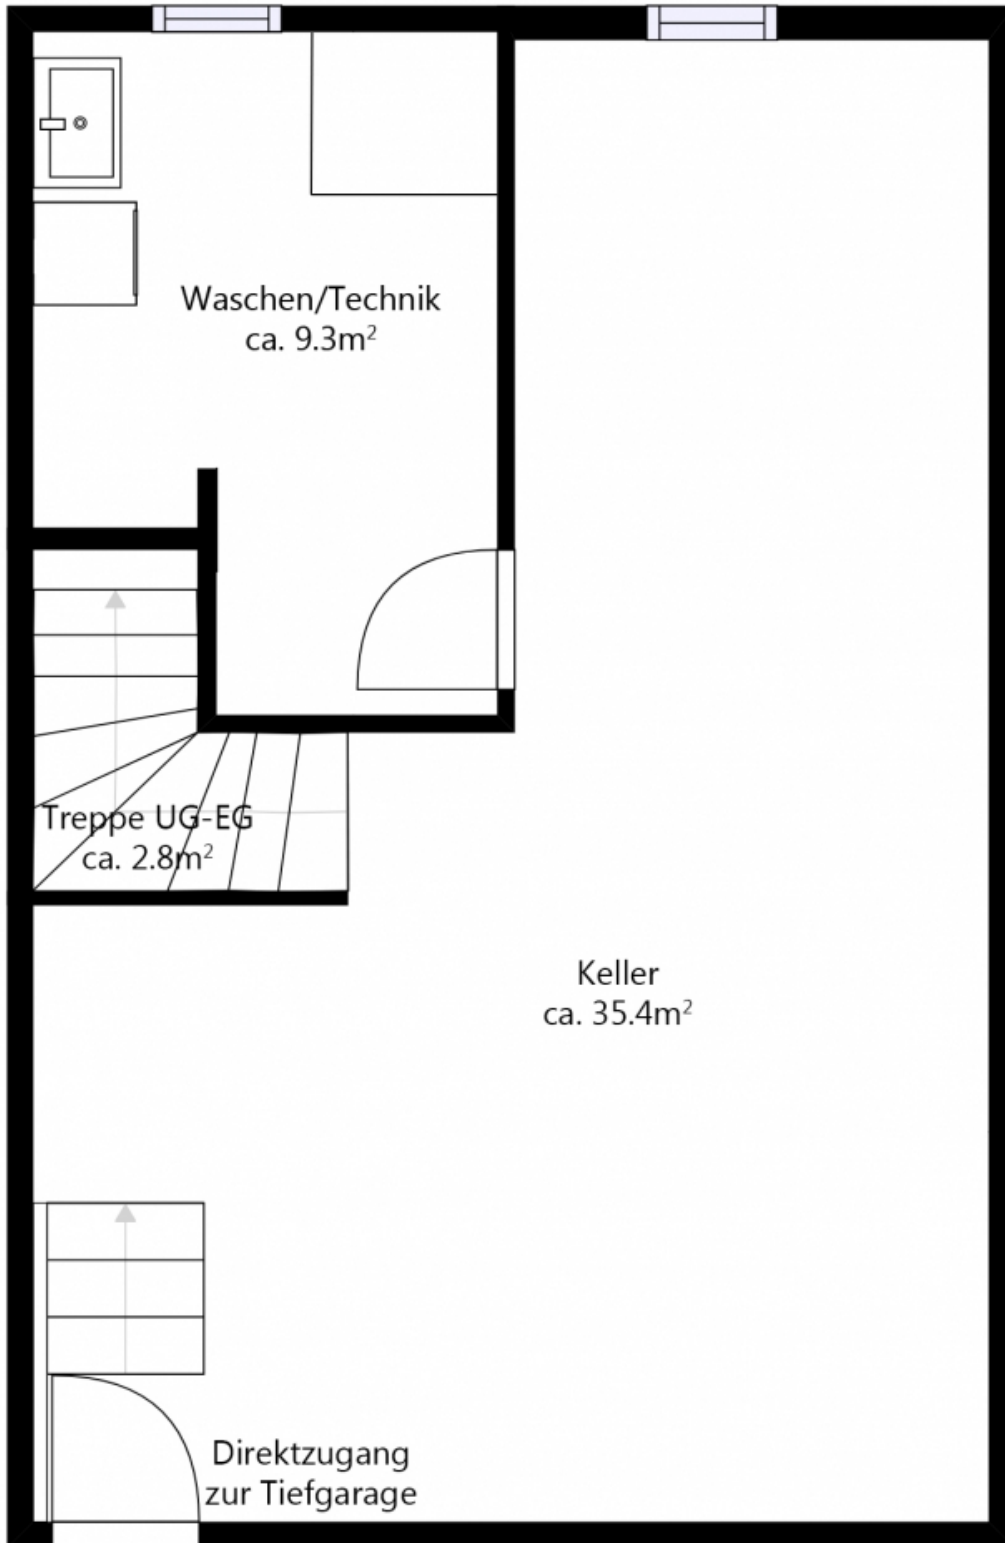 Waschen/Technik
ca. 9.3m²
Treppe UG-EG
ca. 2.8m²
Keller
ca. 35.4m²
Direktzugang
zur Tiefgarage